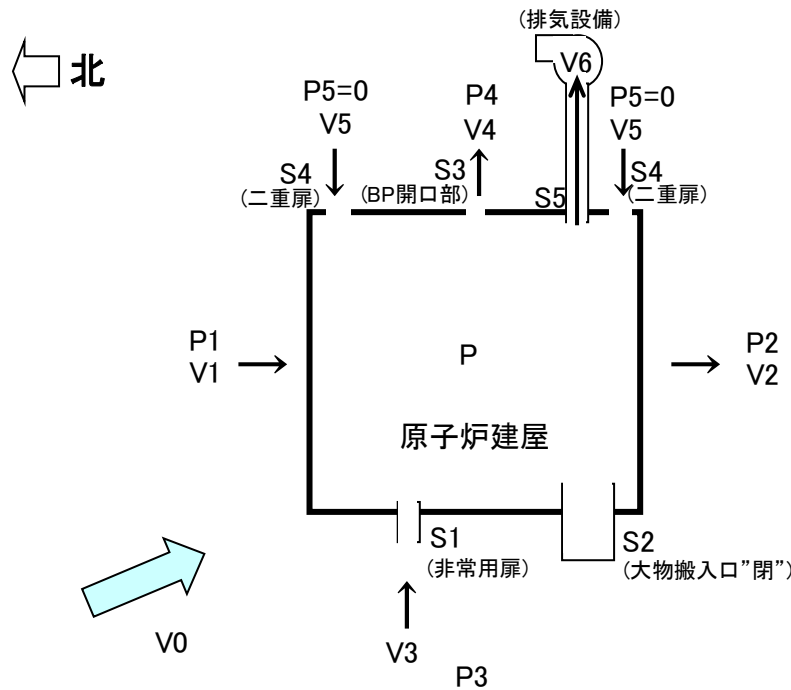 (排気設備)
V6
北
P5=0
V5
P4
V4
P5=0
V5
S4
(二重扉)
S3
(BP開口部)
S5
S4
(二重扉)
P1
V1
P
P2
V2
原子炉建屋
S1
(非常用扉)
S2
(大物搬入口”閉”)
V0
V3
P3